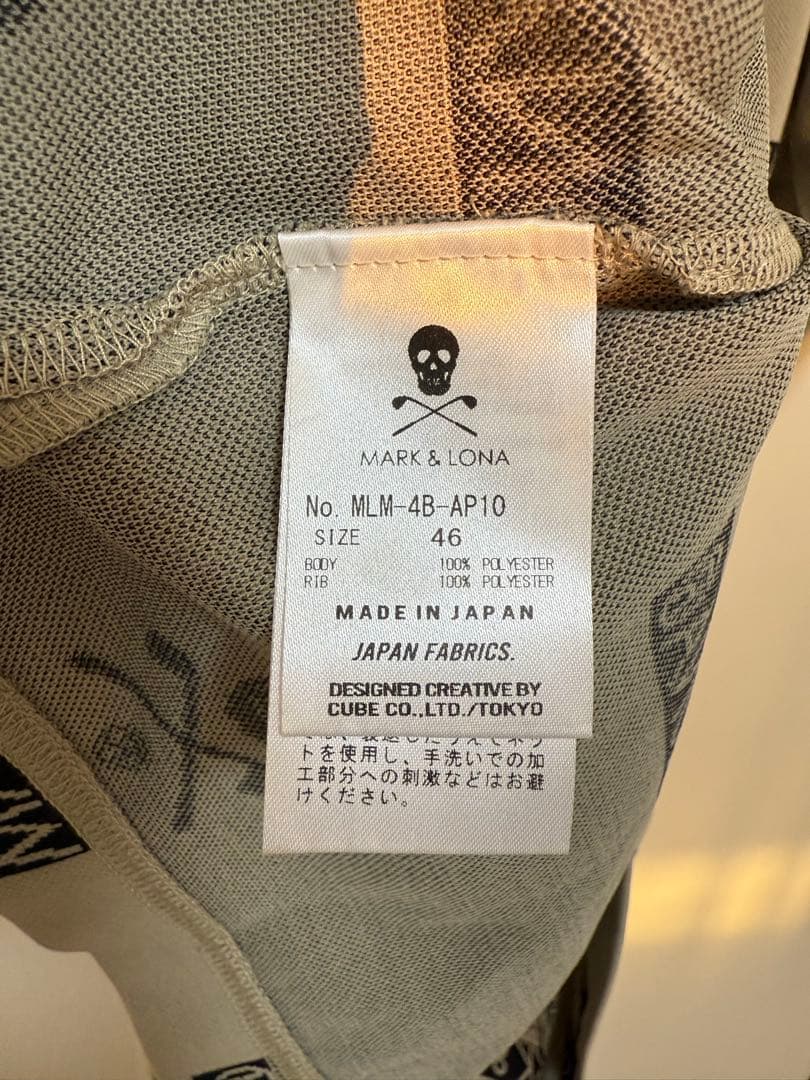 MARK & LONA
No. MLM-4B-AP10
SIZE 46
BODY 100% POLYESTER
RIB 100% POLYESTER
MADE IN JAPAN
JAPAN FABRICS.
DESIGNED CREATIVE BY
CUBE CO.,LTD./TOKYO
トを使用し、手洗いでの加
工部分への刺激などはお避
けください。